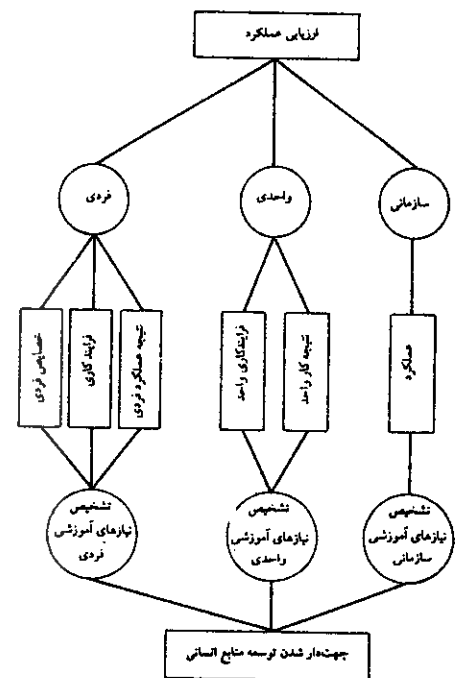 ارزیابی عملکرد
سازمانی
واحدی
فردی
عملکرد
نتیجه کار واحد
فرایندکاری واحد
نتیجه عملکرد فردی
فرایند کاری
خصایص فردی
تشخیص
نیازهای آموزشی
سازمانی
تشخیص
نیازهای آموزشی
واحدی
تشخیص
نیازهای آموزشی
فردی
جهت‌دار شدن توسعه منابع انسانی